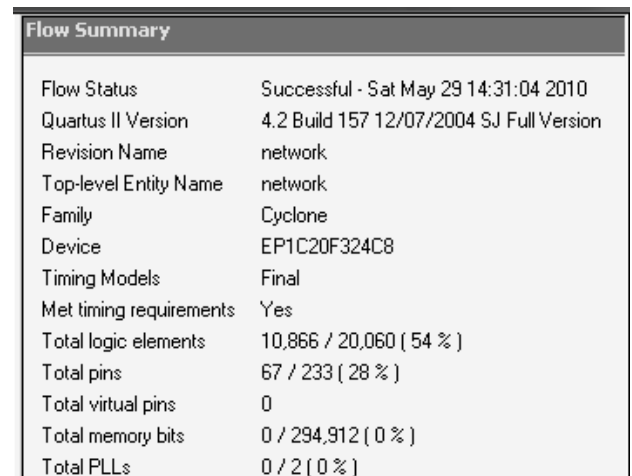 Flow Summary
Flow Status Successful - Sat May 29 14:31:04 2010
Quartus II Version 4.2 Build 157 12/07/2004 SJ Full Version
Revision Name network
Top-level Entity Name network
Family Cyclone
Device EP1C20F324C8
Timing Models Final
Met timing requirements Yes
Total logic elements 10,866 / 20,060 ( 54 % )
Total pins 67 / 233 ( 28 % )
Total virtual pins 0
Total memory bits 0 / 294,912 ( 0 % )
Total PLLs 0 / 2 ( 0 % )